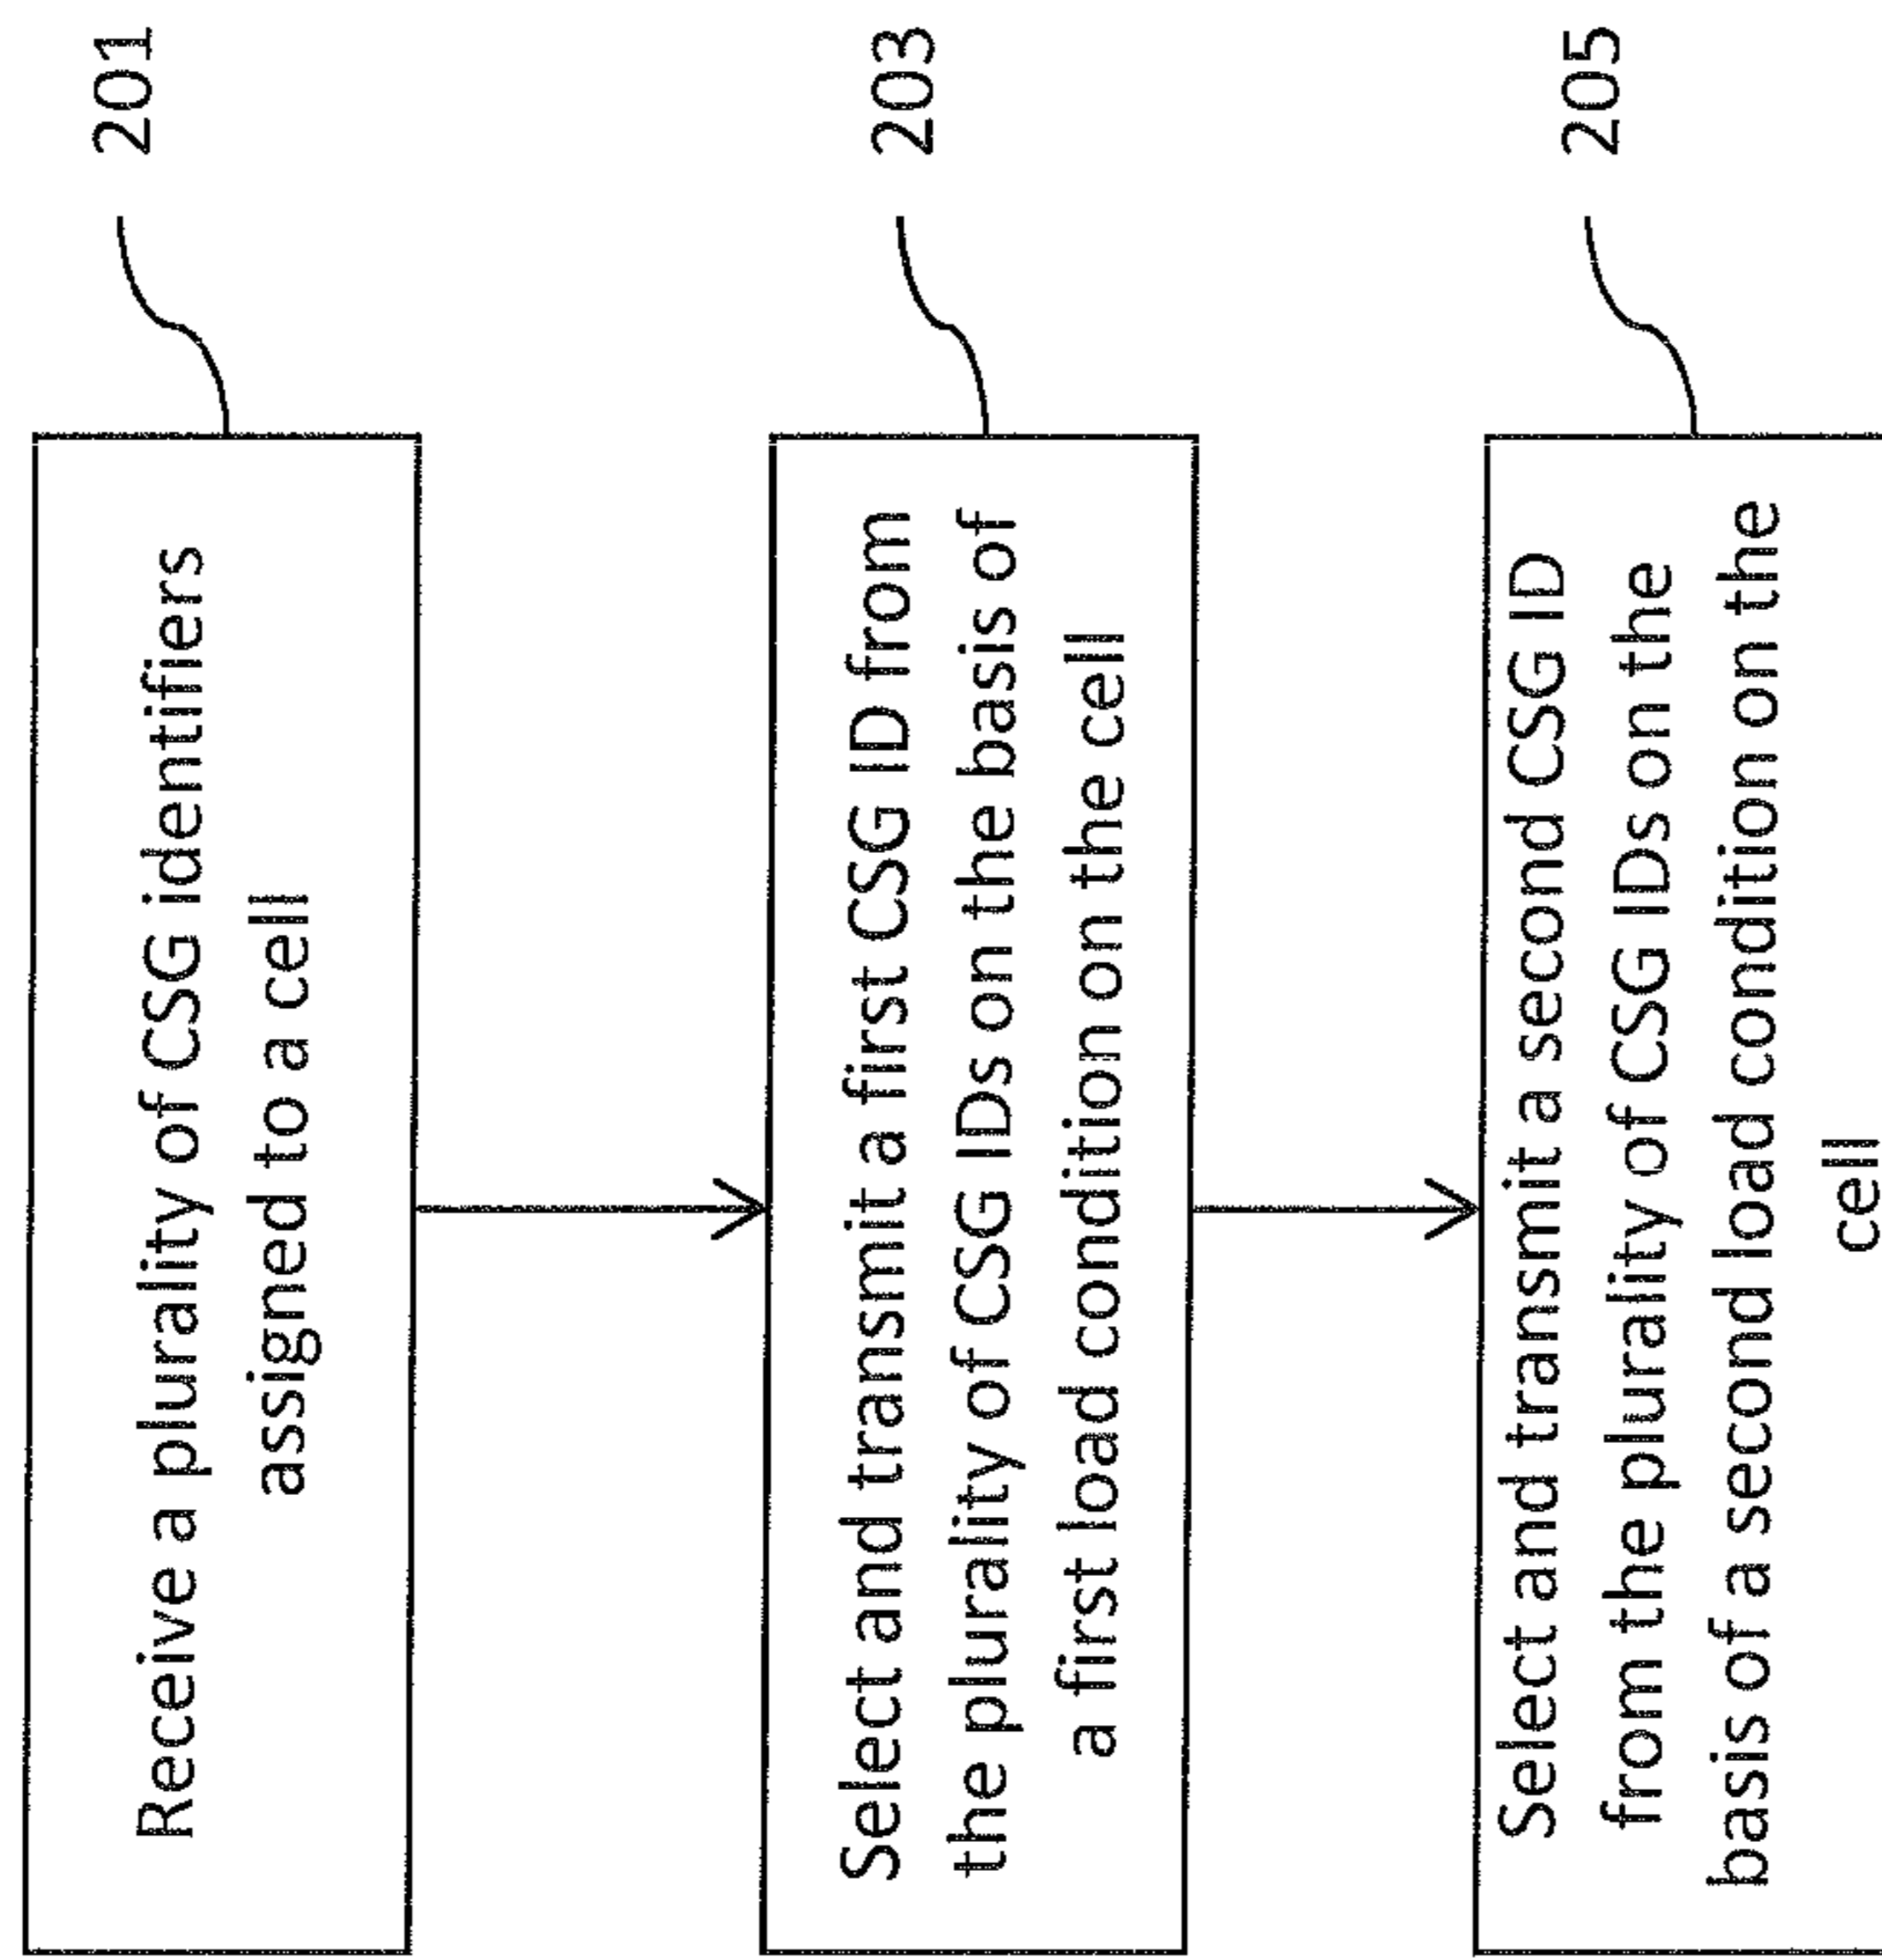 Receive a plurality of CSG identifiers
assigned to a cell
201
Select and transmit a first CSG ID from
the plurality of CSG IDs on the basis of
a first load condition on the cell
203
Select and transmit a second CSG ID
from the plurality of CSG IDs on the
basis of a second load condition on the
cell
205